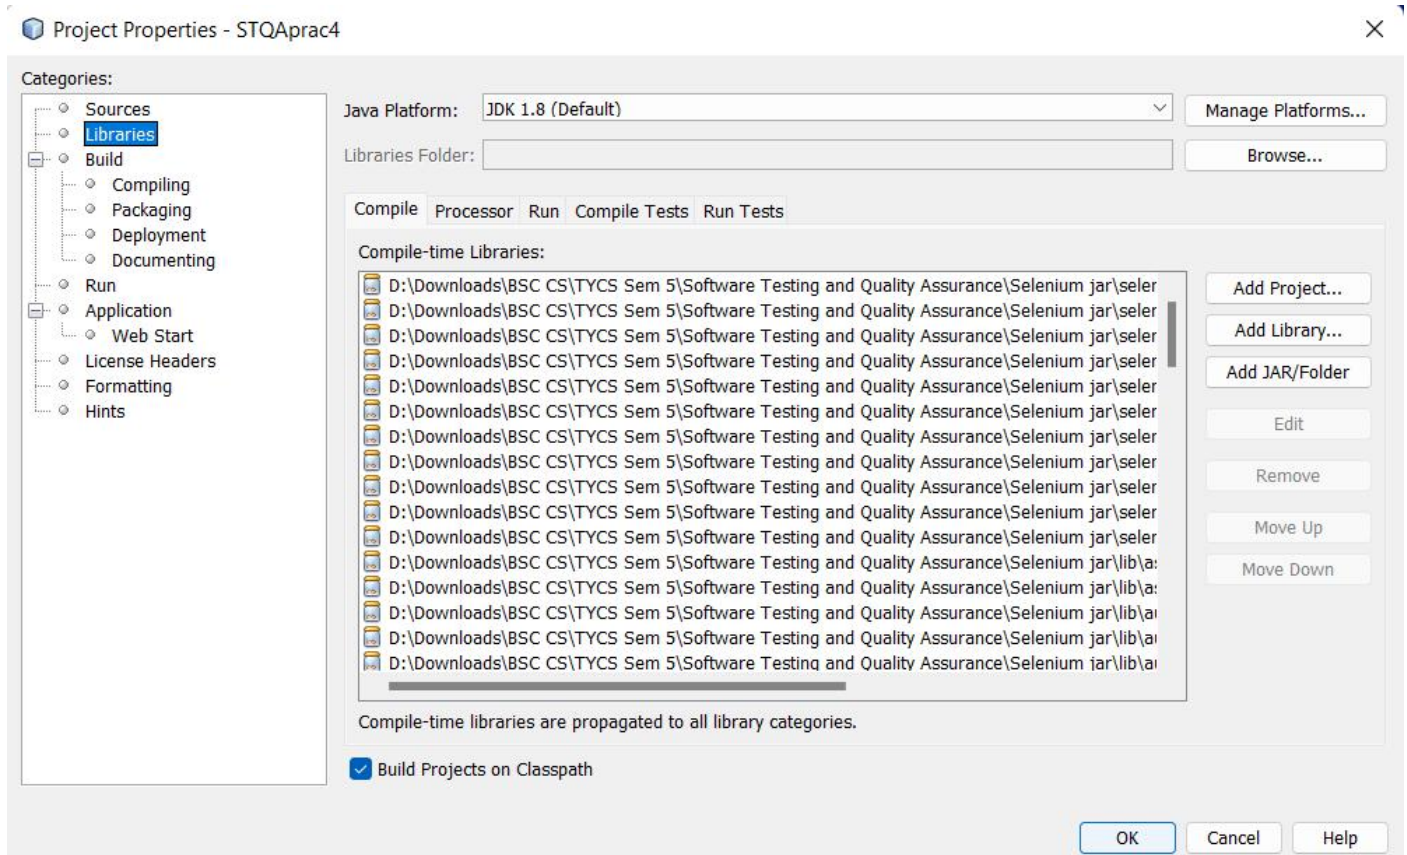 Project Properties - STQAprac4
Categories:
Sources
Libraries
Build
Compiling
Packaging
Deployment
Documenting
Run
Application
Web Start
License Headers
Formatting
Hints
Java Platform: JDK 1.8 (Default) Manage Platforms...
Libraries Folder: Browse...
Compile Processor Run Compile Tests Run Tests
Compile-time Libraries:
D:\Downloads\BSC CS\TYCS Sem 5\Software Testing and Quality Assurance\Selenium jar\seler
D:\Downloads\BSC CS\TYCS Sem 5\Software Testing and Quality Assurance\Selenium jar\seler
D:\Downloads\BSC CS\TYCS Sem 5\Software Testing and Quality Assurance\Selenium jar\seler
D:\Downloads\BSC CS\TYCS Sem 5\Software Testing and Quality Assurance\Selenium jar\seler
D:\Downloads\BSC CS\TYCS Sem 5\Software Testing and Quality Assurance\Selenium jar\seler
D:\Downloads\BSC CS\TYCS Sem 5\Software Testing and Quality Assurance\Selenium jar\seler
D:\Downloads\BSC CS\TYCS Sem 5\Software Testing and Quality Assurance\Selenium jar\seler
D:\Downloads\BSC CS\TYCS Sem 5\Software Testing and Quality Assurance\Selenium jar\seler
D:\Downloads\BSC CS\TYCS Sem 5\Software Testing and Quality Assurance\Selenium jar\seler
D:\Downloads\BSC CS\TYCS Sem 5\Software Testing and Quality Assurance\Selenium jar\seler
D:\Downloads\BSC CS\TYCS Sem 5\Software Testing and Quality Assurance\Selenium jar\seler
D:\Downloads\BSC CS\TYCS Sem 5\Software Testing and Quality Assurance\Selenium jar\lib\a
D:\Downloads\BSC CS\TYCS Sem 5\Software Testing and Quality Assurance\Selenium jar\lib\a
D:\Downloads\BSC CS\TYCS Sem 5\Software Testing and Quality Assurance\Selenium jar\lib\a
D:\Downloads\BSC CS\TYCS Sem 5\Software Testing and Quality Assurance\Selenium jar\lib\a
D:\Downloads\BSC CS\TYCS Sem 5\Software Testing and Quality Assurance\Selenium jar\lib\a
Add Project...
Add Library...
Add JAR/Folder
Edit
Remove
Move Up
Move Down
Compile-time libraries are propagated to all library categories.
Build Projects on Classpath
OK Cancel Help